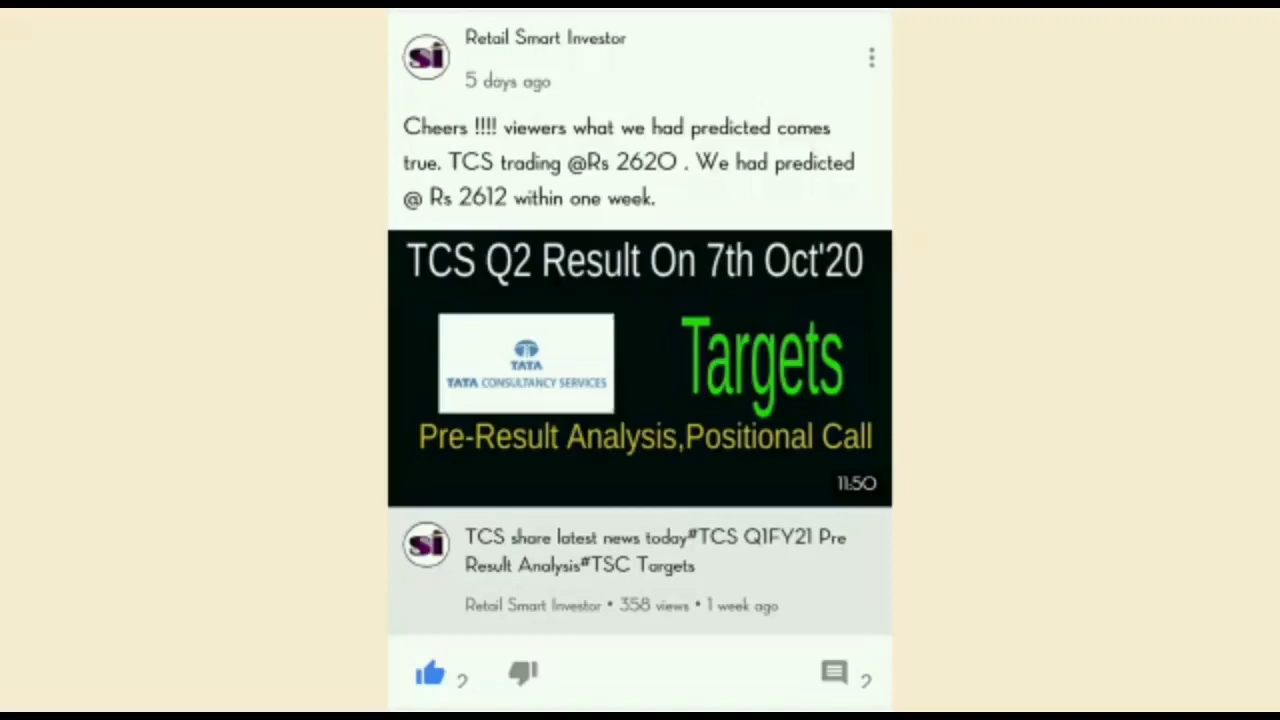 si
Retail Smart Investor
5 days ago
Cheers !!!! viewers what we had predicted comes
true. TCS trading @Rs 2620 . We had predicted
@ Rs 2612 within one week.
TCS Q2 Result On 7th Oct'20
TATA
TATA CONSULTANCY SERVICES
Targets
Pre-Result Analysis,Positional Call
11:50
si
TCS share latest news today#TCS Q1FY21 Pre
Result Analysis#TSC Targets
Retail Smart Investor • 358 views • 1 week ago
2
2